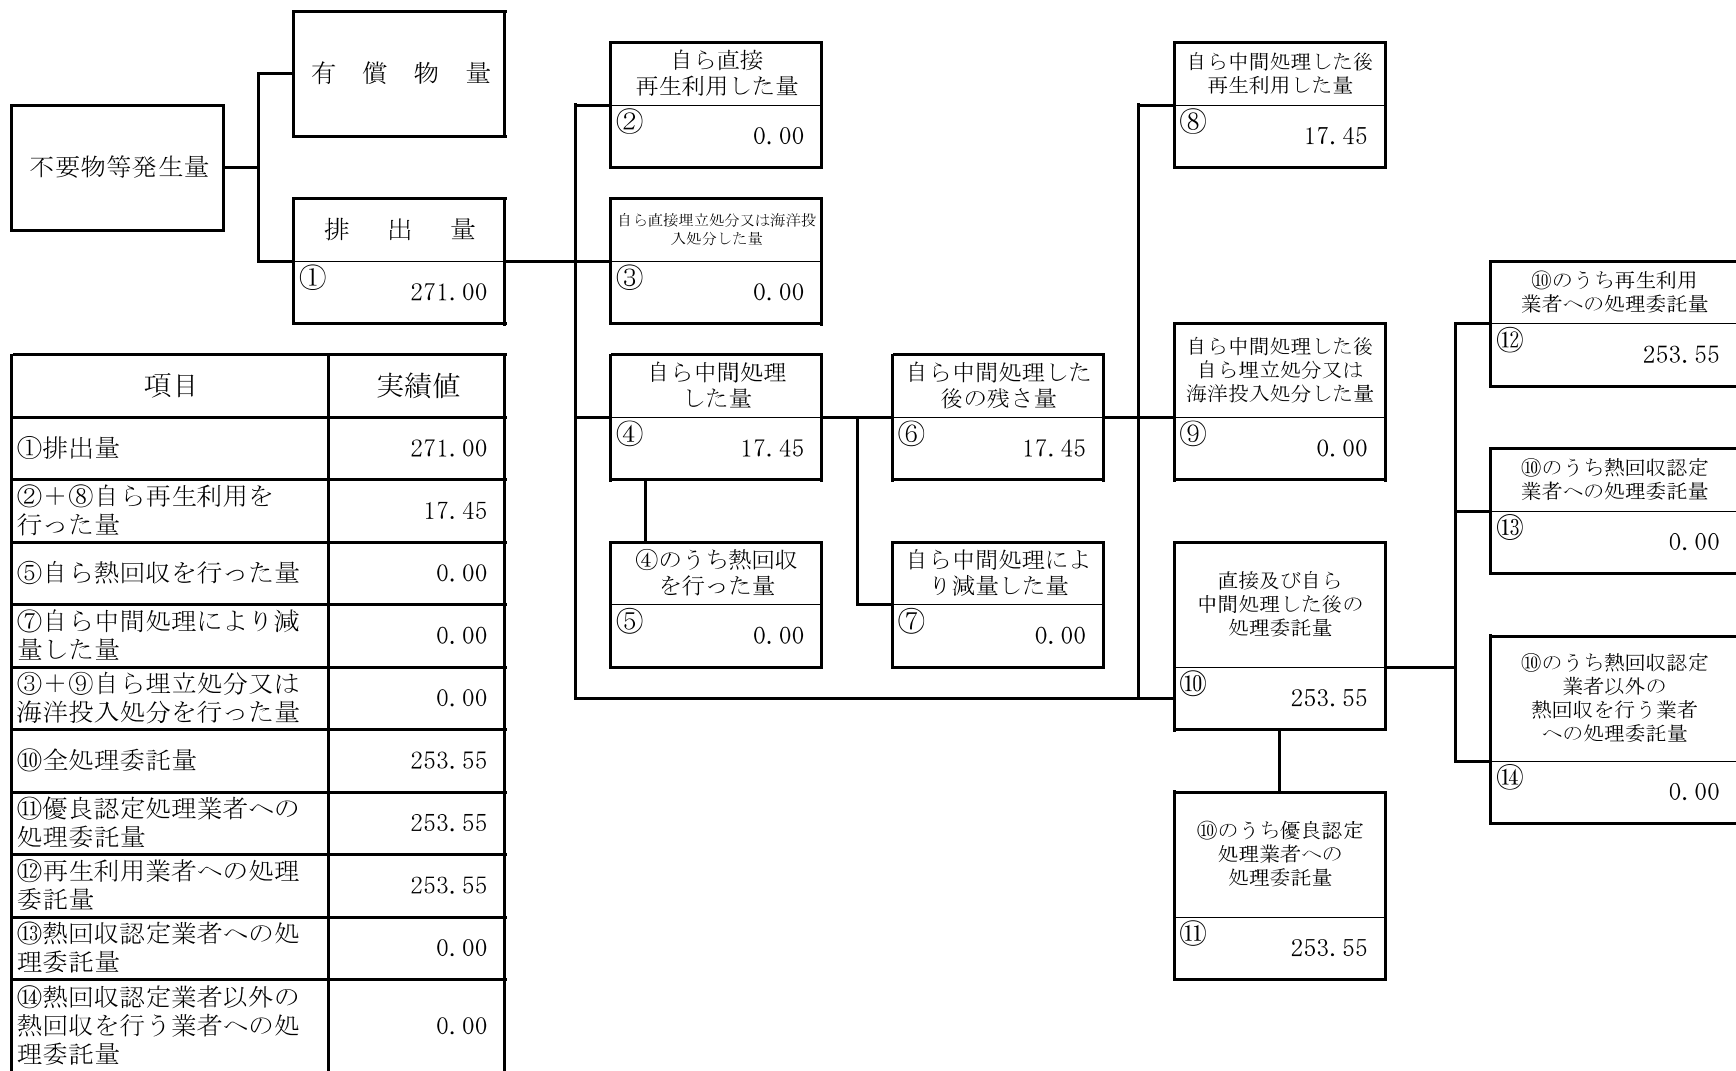 有償物量
不要物等発生量
排出量
①
271.00
自ら直接
再生利用した量
②
0.00
自ら直接埋立処分又は海洋投
入処分した量
③
0.00
自ら中間処理
した量
④
17.45
④のうち熱回収
を行った量
⑤
0.00
自ら中間処理した
後の残さ量
⑥
17.45
自ら中間処理によ
り減量した量
⑦
0.00
自ら中間処理した後
再生利用した量
⑧
17.45
自ら中間処理した後
自ら埋立処分又は
海洋投入処分した量
⑨
0.00
直接及び自ら
中間処理した後の
処理委託量
⑩
253.55
⑩のうち優良認定
処理業者への
処理委託量
⑪
253.55
⑩のうち再生利用
業者への処理委託量
⑫
253.55
⑩のうち熱回収認定
業者への処理委託量
⑬
0.00
⑩のうち熱回収認定
業者以外の
熱回収を行う業者
への処理委託量
⑭
0.00
項目 実績値
①排出量 271.00
②+⑧自ら再生利用を
行った量 17.45
⑤自ら熱回収を行った量 0.00
⑦自ら中間処理により減
量した量 0.00
③+⑨自ら埋立処分又は
海洋投入処分を行った量 0.00
⑩全処理委託量 253.55
⑪優良認定処理業者への
処理委託量 253.55
⑫再生利用業者への処理
委託量 253.55
⑬熱回収認定業者への処
理委託量 0.00
⑭熱回収認定業者以外の
熱回収を行う業者への処
理委託量 0.00